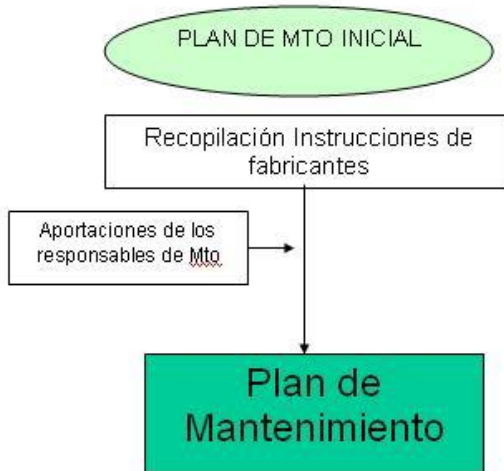 PLAN DE MTO INICIAL
Recopilación Instrucciones de
fabricantes
Aportaciones de los
responsables de Mto
Plan de
Mantenimiento